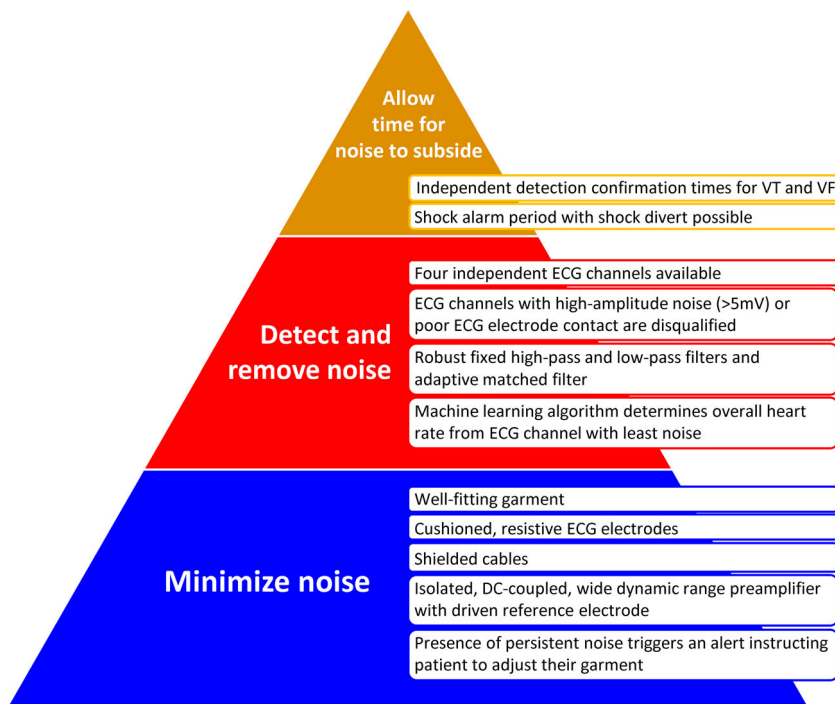 Allow
time for
noise to subside
Independent detection confirmation times for VT and VF
Shock alarm period with shock divert possible
Detect and
remove noise
Four independent ECG channels available
ECG channels with high-amplitude noise (>5mV) or
poor ECG electrode contact are disqualified
Robust fixed high-pass and low-pass filters and
adaptive matched filter
Machine learning algorithm determines overall heart
rate from ECG channel with least noise
Minimize noise
Well-fitting garment
Cushioned, resistive ECG electrodes
Shielded cables
Isolated, DC-coupled, wide dynamic range preamplifier
with driven reference electrode
Presence of persistent noise triggers an alert instructing
patient to adjust their garment